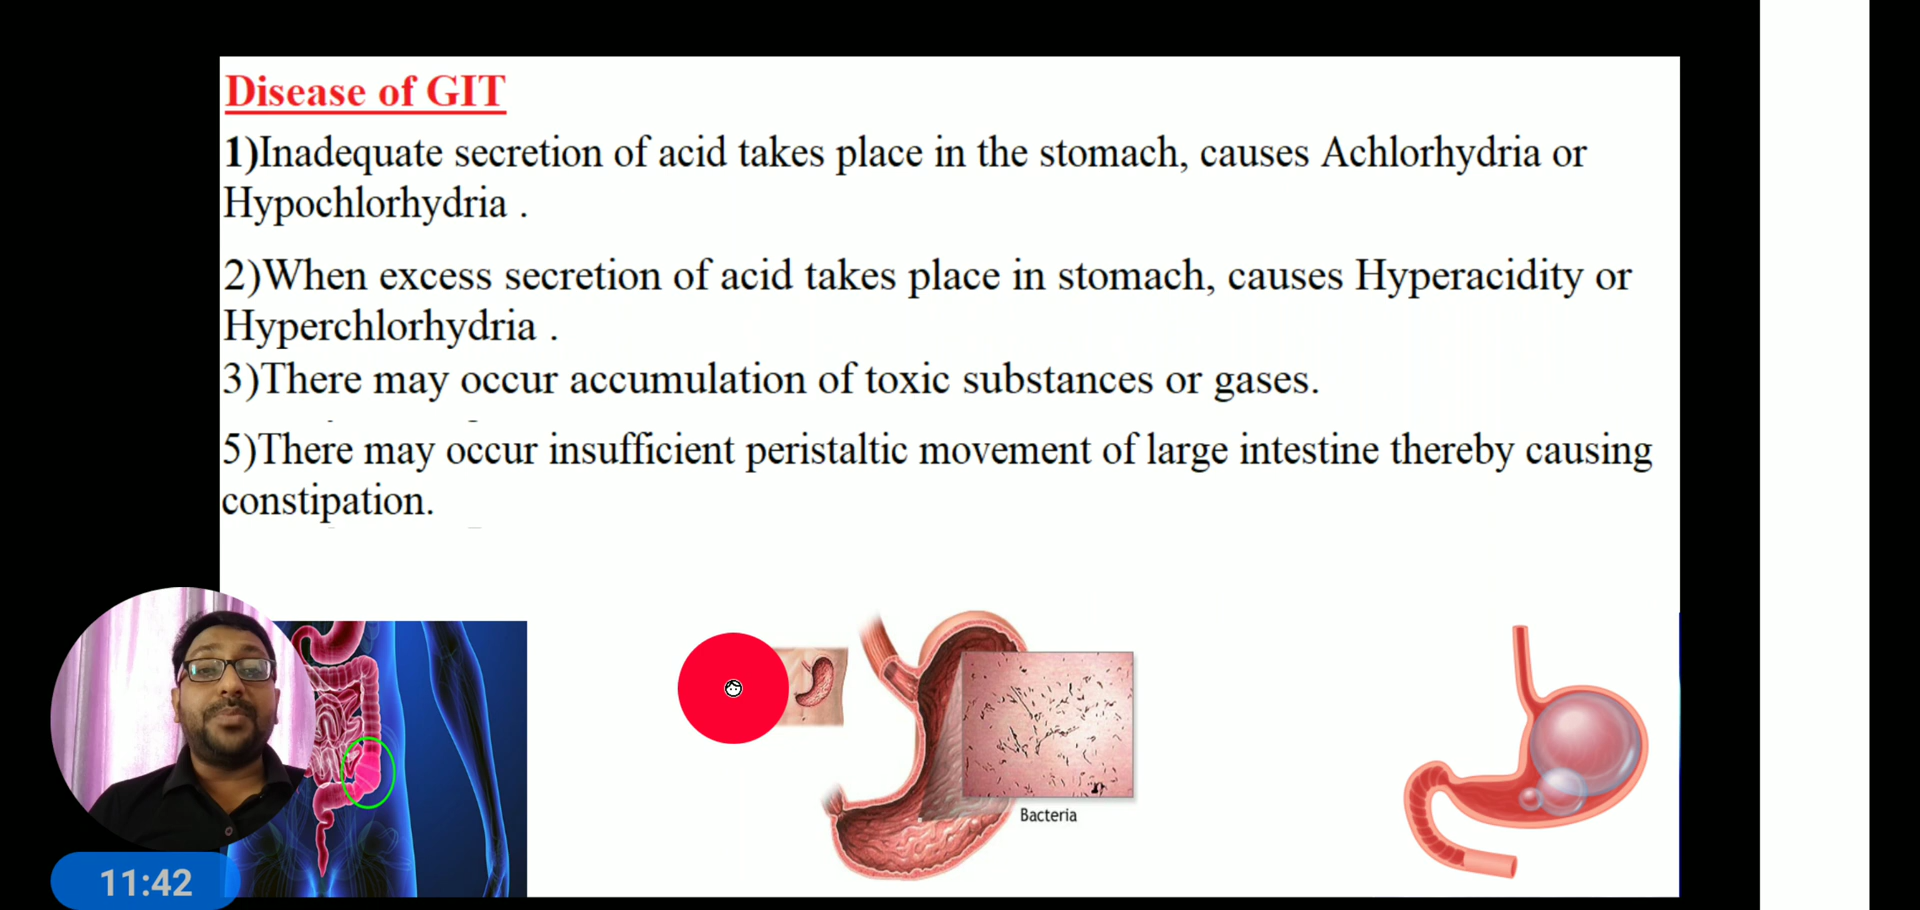 Disease of GIT
1)Inadequate secretion of acid takes place in the stomach, causes Achlorhydria or
Hypochlorhydria .
2)When excess secretion of acid takes place in stomach, causes Hyperacidity or
Hyperchlorhydria .
3)There may occur accumulation of toxic substances or gases.
5)There may occur insufficient peristaltic movement of large intestine thereby causing
constipation.
Bacteria
11:42